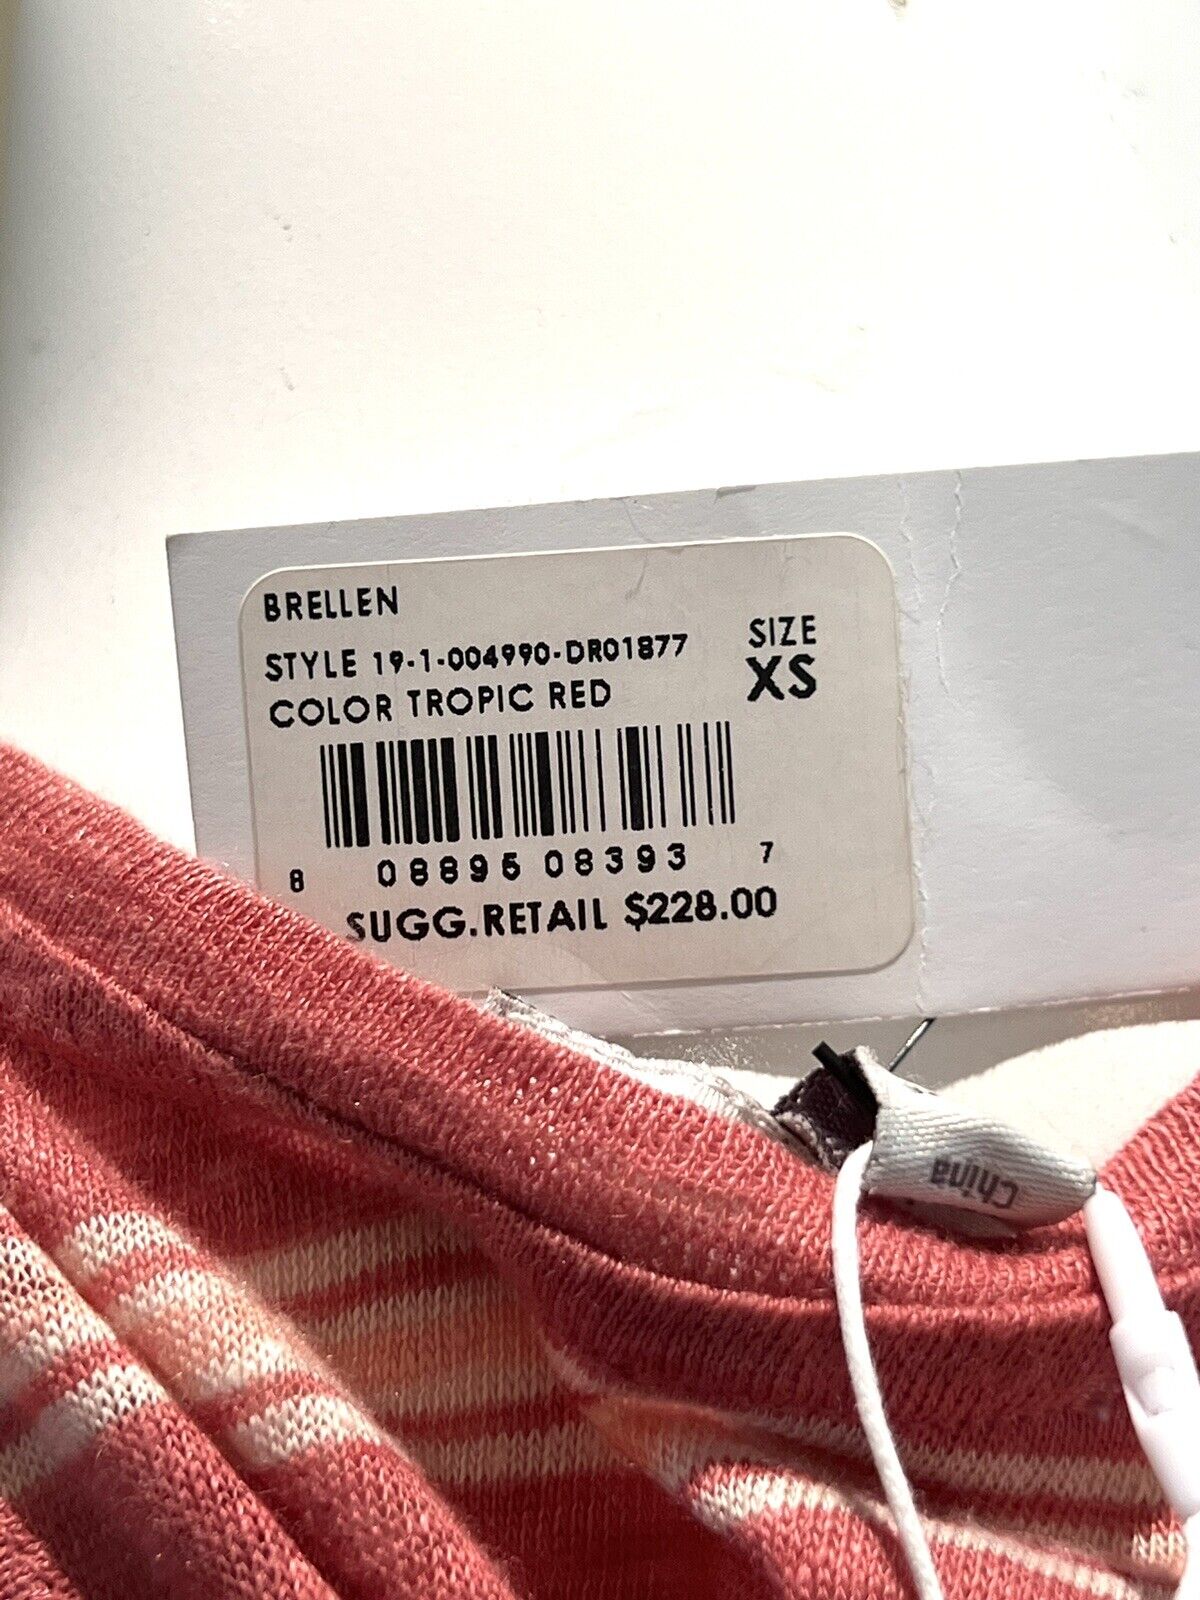 BRELLEN
STYLE 19-1-004990-DR01877
COLOR TROPIC RED
SIZE
XS
8 08895 08393 7
SUGG.RETAIL $228.00
China